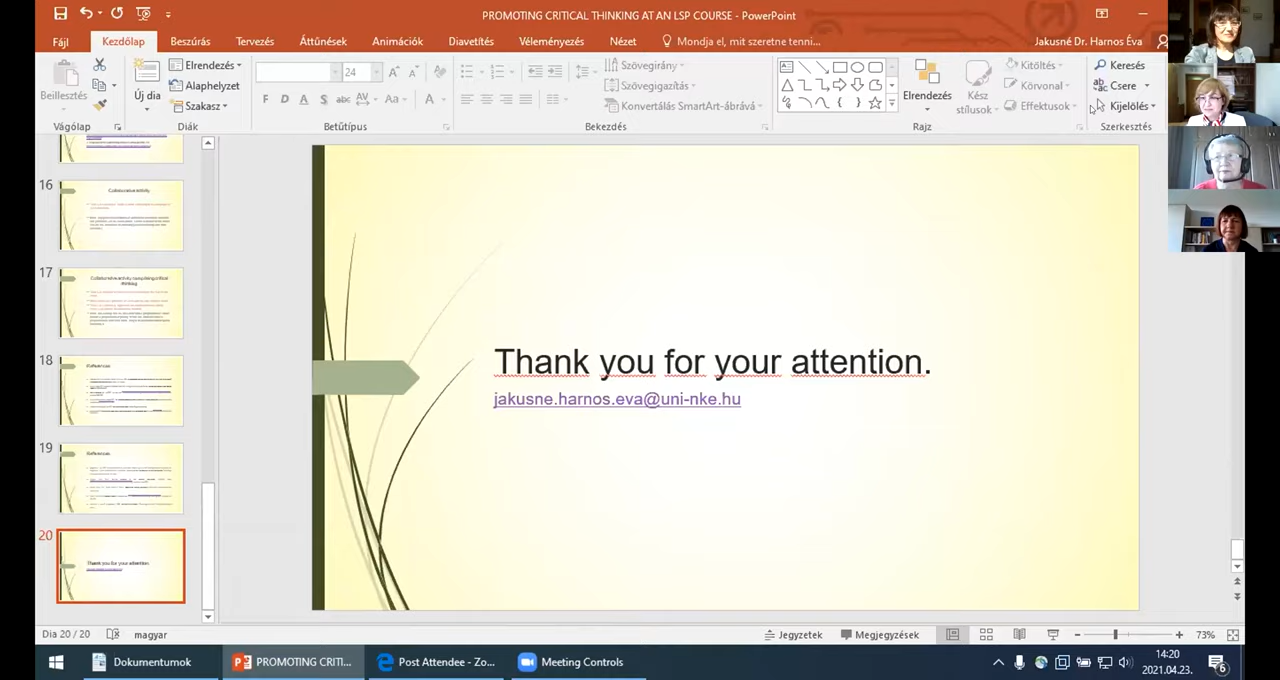 PROMOTING CRITICAL THINKING AT AN LSP COURSE - PowerPoint
Fájl Kezdőlap Beszúrás Tervezés Áttűnések Animációk Diavetítés Véleményezés Nézet Mondja el, mit szeretne tenni... Jakusné Dr. Harnos Éva
Beillesztés
Új dia
Elrendezés
Alaphelyzet
Szakasz
24
F D A S abc AV Aa A
Szövegirány
Szövegigazítás
Konvertálás SmartArt-ábrává
Elrendezés
Kész stílusok
Kitöltés
Körvonal
Effektusok
Keresés
Csere
Kijelölés
Vágólap Diák Betűtípus Bekezdés Rajz Szerkesztés
16
Collaborative activity
17
18
References
19
References
20
Thank you for your attention.
Thank you for your attention.
jakusne.harnos.eva@uni-nke.hu
Dia 20 / 20 magyar Jegyzetek Megjegyzések 73%
Dokumentumok PROMOTING CRITI... Post Attendee - Zo... Meeting Controls 14:20
2021.04.23. 6